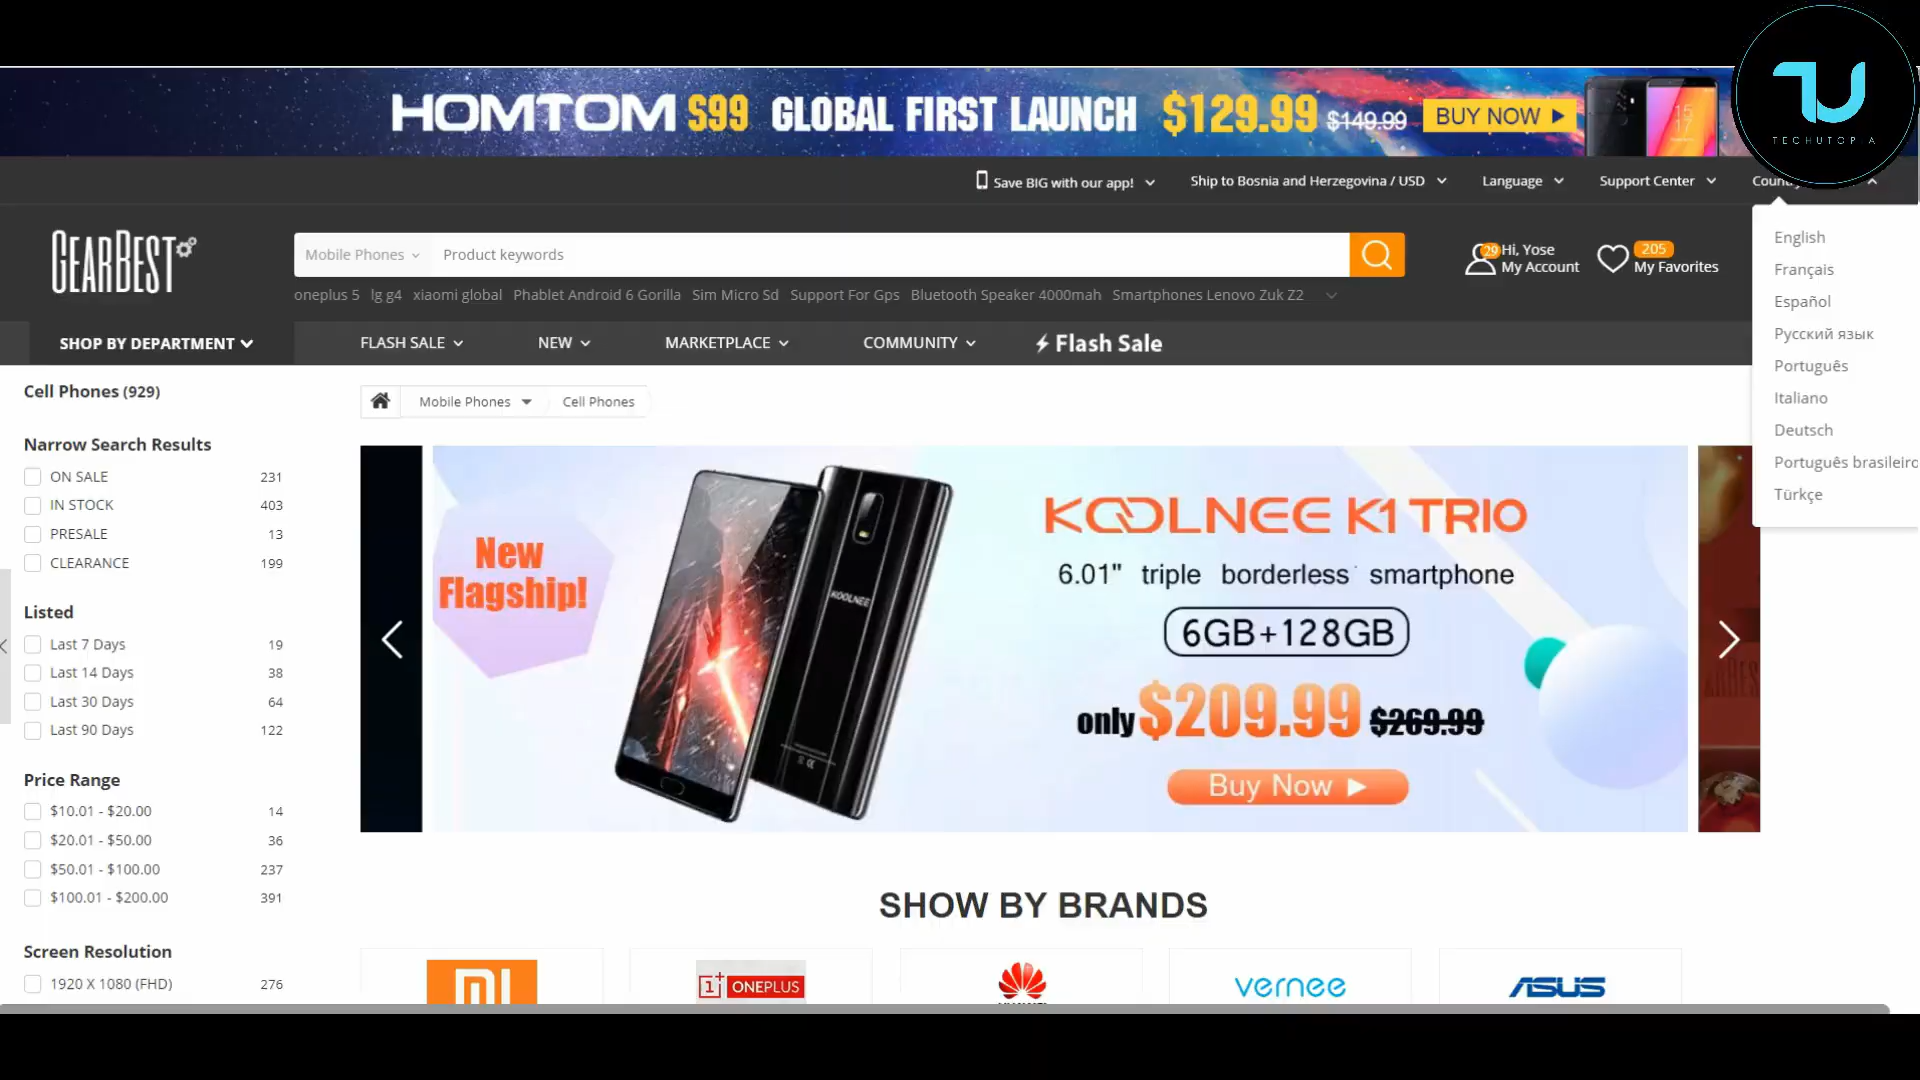 HOMTOM S99 GLOBAL FIRST LAUNCH $129.99 $149.99 BUY NOW
TECHUTOPIA
Save BIG with our app! Ship to Bosnia and Herzegovina / USD Language Support Center
GEARBEST
Mobile Phones Product keywords
29 Hi, Yose
My Account
205
My Favorites
oneplus 5 lg g4 xiaomi global Phablet Android 6 Gorilla Sim Micro Sd Support For Gps Bluetooth Speaker 4000mah Smartphones Lenovo Zuk Z2
SHOP BY DEPARTMENT FLASH SALE NEW MARKETPLACE COMMUNITY Flash Sale
English
Français
Español
Русский язык
Português
Italiano
Deutsch
Português brasileiro
Türkçe
Cell Phones (929)
Mobile Phones Cell Phones
Narrow Search Results
ON SALE 231
IN STOCK 403
PRESALE 13
CLEARANCE 199
Listed
Last 7 Days 19
Last 14 Days 38
Last 30 Days 64
Last 90 Days 122
Price Range
$10.01 - $20.00 14
$20.01 - $50.00 36
$50.01 - $100.00 237
$100.01 - $200.00 391
Screen Resolution
1920 X 1080 (FHD) 276
New
Flagship!
KOOLNEE
KOOLNEE K1 TRIO
6.01" triple borderless smartphone
6GB+128GB
only $209.99 $269.99
Buy Now
SHOW BY BRANDS
MI
1+ ONEPLUS
HUAWEI
vernee
ASUS